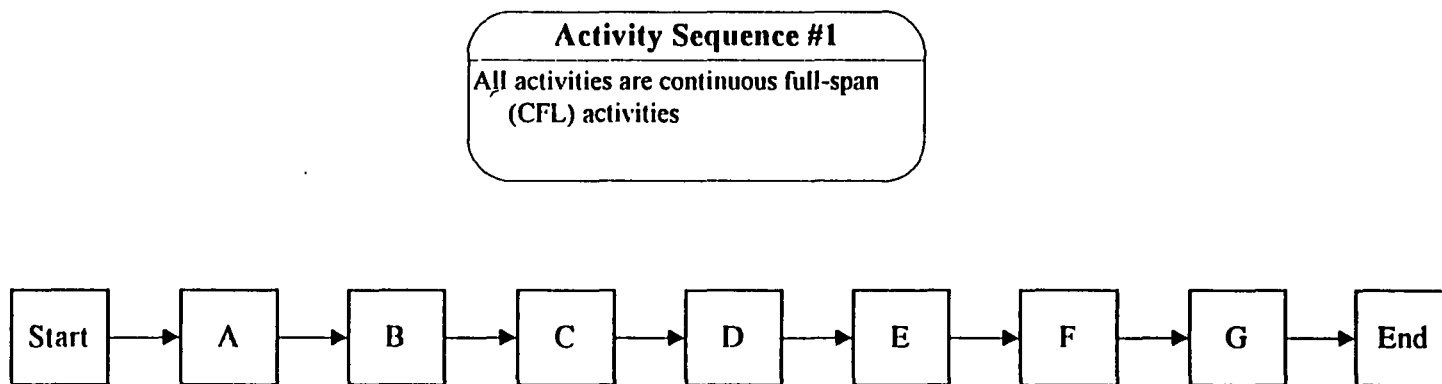 Activity Sequence #1
All activities are continuous full-span
(CFL) activities
Start
A
B
C
D
E
F
G
End